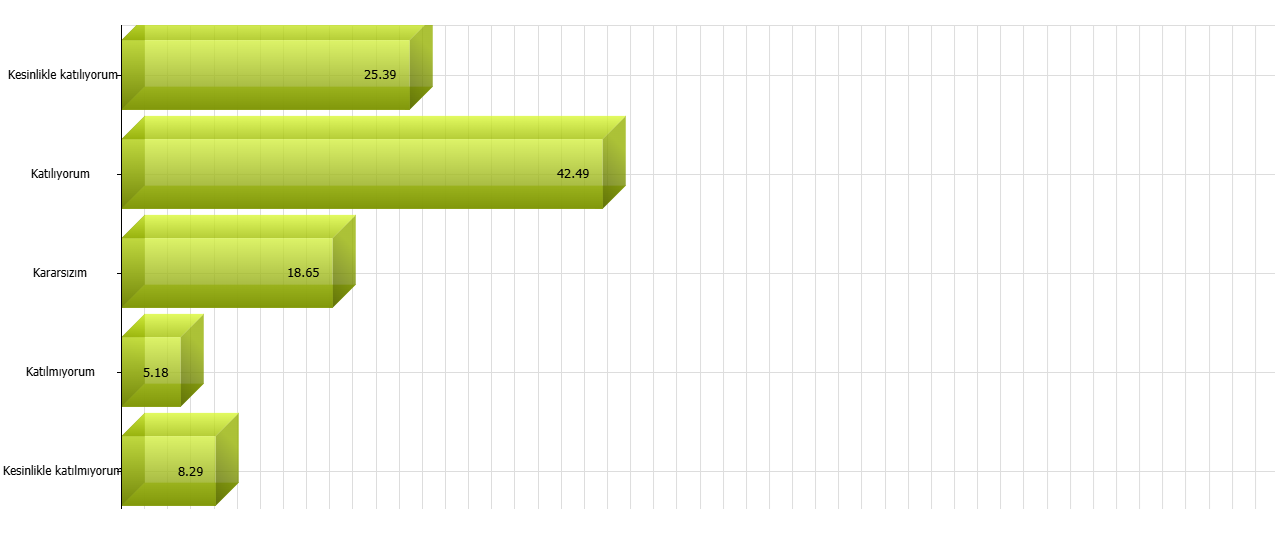 Kesinlikle katılıyorum
25.39
Katılıyorum
42.49
Kararsızım
18.65
Katılmıyorum
5.18
Kesinlikle katılmıyorum
8.29